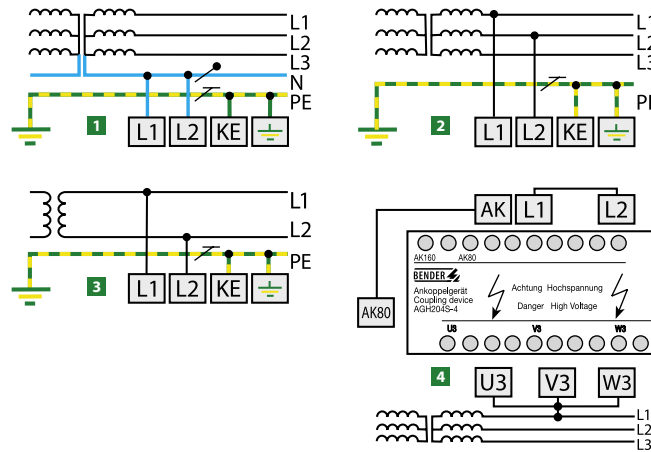 L1
L2
L3
N
PE
1
L1 L2 KE
L1
L2
L3
PE
2
L1 L2 KE
L1
L2
PE
3
L1 L2 KE
AK L1 L2
AK160 AK80
BENDER
Ankoppelgerät
Coupling device
AGH204S-4
Achtung Hochspannung
Danger High Voltage
AK80
U3 V3 W3
4
U3 V3 W3
L1
L2
L3